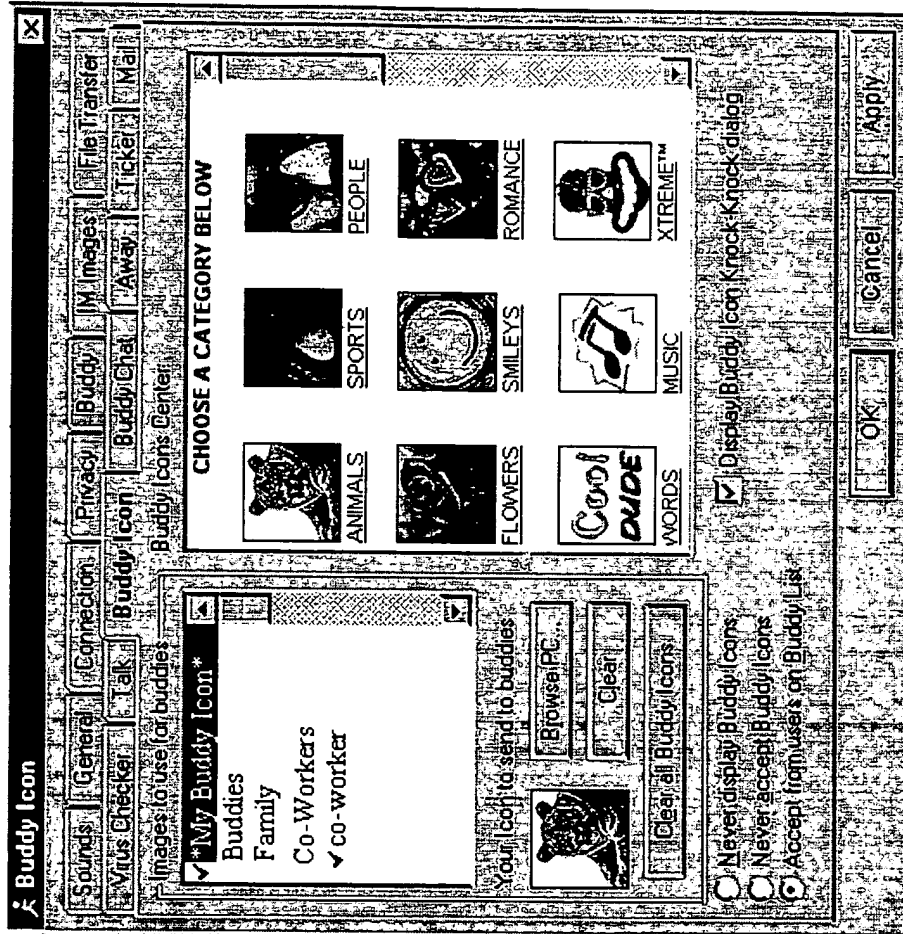 Buddy Icon
Sounds General Connection Privacy Buddy IM Images File Transfer
Virus Checker Talk Buddy Icon Buddy Chat Away Ticker Mail
Images to use for buddies
*My Buddy Icon*
Buddies
Family
Co-Workers
co-worker
Your icon to send to buddies
Browse PC...
Clear
Clear all Buddy Icons
Buddy Icons Center
CHOOSE A CATEGORY BELOW
ANIMALS SPORTS PEOPLE
FLOWERS SMILEYS ROMANCE
Cool
DUDE
WORDS MUSIC XTREME™
Never display Buddy Icons
Never accept Buddy Icons
Accept from users on Buddy List
Display Buddy Icon Knock-Knock dialog
OK Cancel Apply